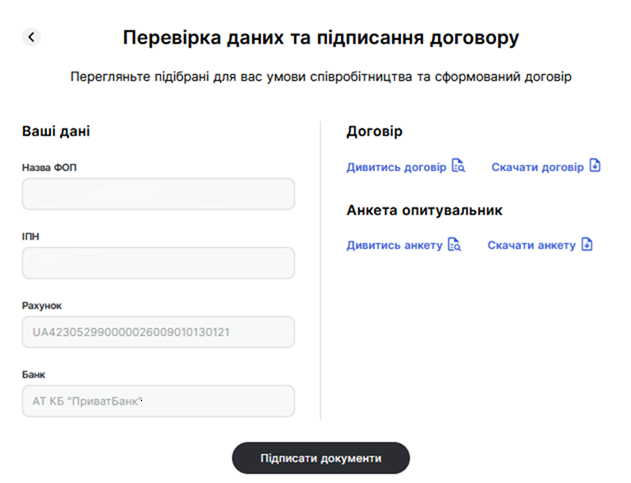 Перевірка даних та підписання договору
Перегляньте підібрані для вас умови співробітництва та сформований договір
Ваші дані
Назва ФОП
ІПН
Рахунок
UA423052990000026009010130121
Банк
АТ КБ "ПриватБанк"
Договір
Дивитись договір
Скачати договір
Анкета опитувальник
Дивитись анкету
Скачати анкету
Підписати документи